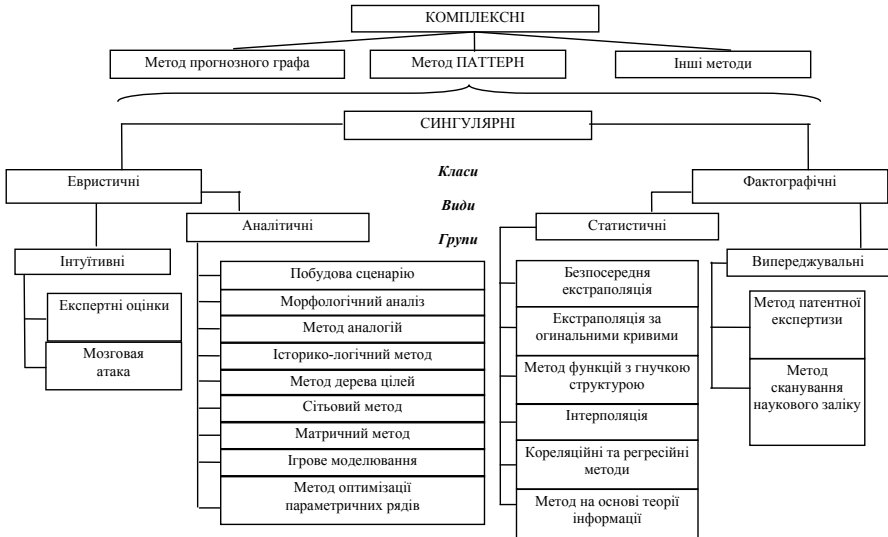 КОМПЛЕКСНІ
Метод прогнозного графа
Метод ПАТТЕРН
Інші методи
СИНГУЛЯРНІ
Класи
Види
Групи
Евристичні
Фактографічні
Аналітичні
Статистичні
Інтуїтивні
Випереджувальні
Експертні оцінки
Мозговая
атака
Побудова сценарію
Морфологічний аналіз
Метод аналогій
Історико-логічний метод
Метод дерева цілей
Сітьовий метод
Матричний метод
Ігрове моделювання
Метод оптимізації
параметричних рядів
Безпосередня
екстраполяція
Екстраполяція за
огинальними кривими
Метод функцій з гнучкою
структурою
Інтерполяція
Кореляційні та регресійні
методи
Метод на основі теорії
інформації
Метод патентної
експертизи
Метод
сканування
наукового заліку